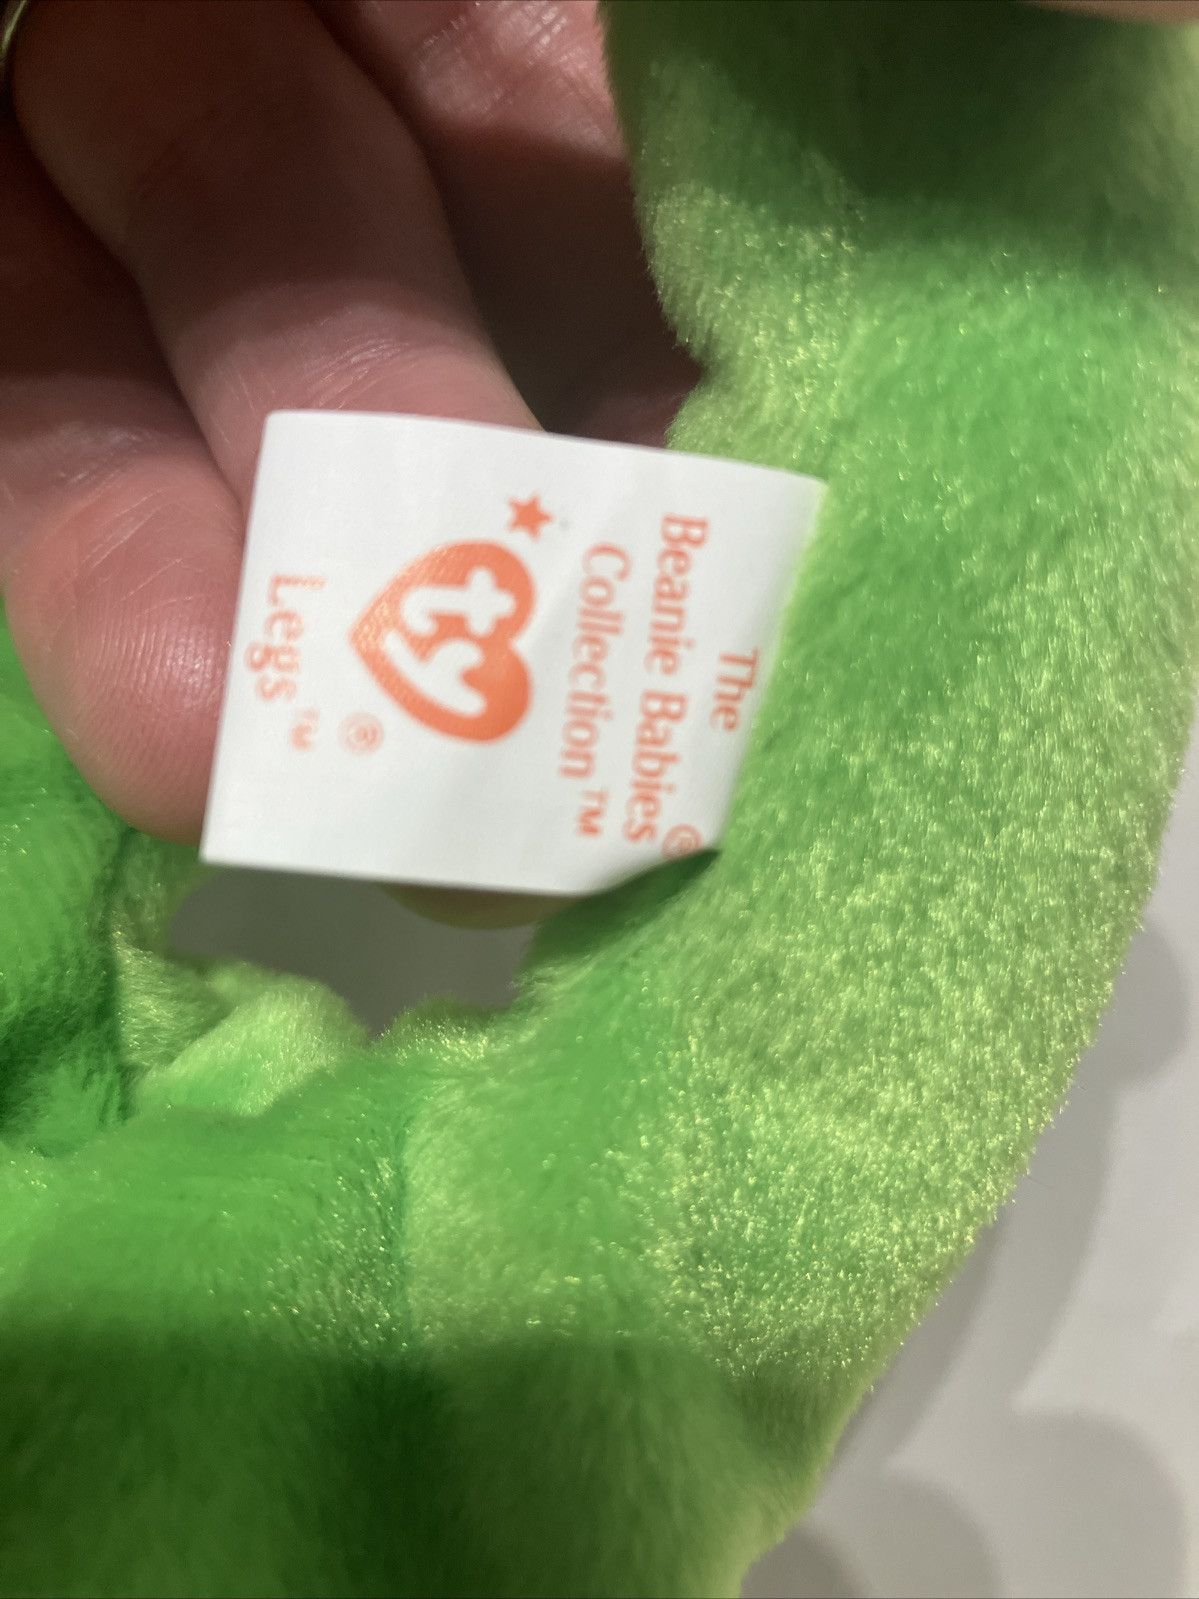 The
Beanie Babies®
Collection™
ty
®
Legs™